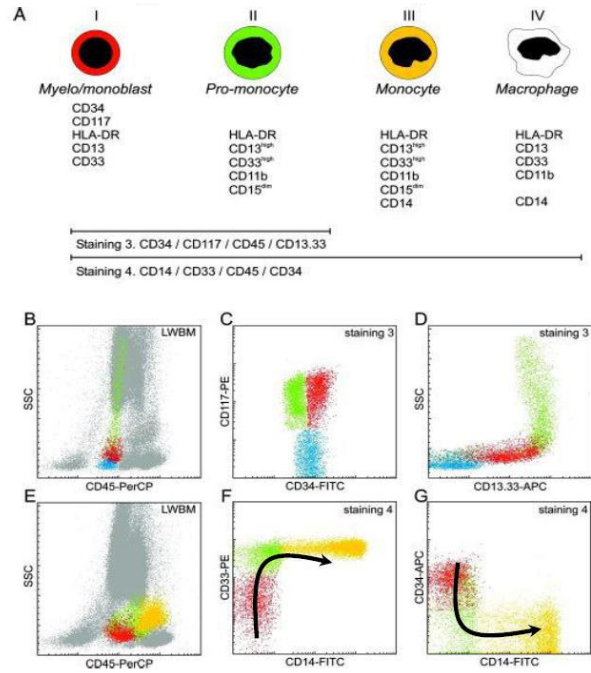 A
I II III IV
Myelo/monoblast Pro-monocyte Monocyte Macrophage
CD34
CD117
HLA-DR HLA-DR HLA-DR HLA-DR
CD13 CD13high CD13high CD13
CD33 CD33high CD33high CD33
CD11b CD11b CD11b
CD15dim CD15dim
CD14 CD14
Staining 3. CD34 / CD117 / CD45 / CD13.33
Staining 4. CD14 / CD33 / CD45 / CD34
B LWBM C staining 3 D staining 3
SSC CD117-PE SSC
CD45-PerCP CD34-FITC CD13.33-APC
E LWBM F staining 4 G staining 4
SSC CD33-PE CD34-APC
CD45-PerCP CD14-FITC CD14-FITC